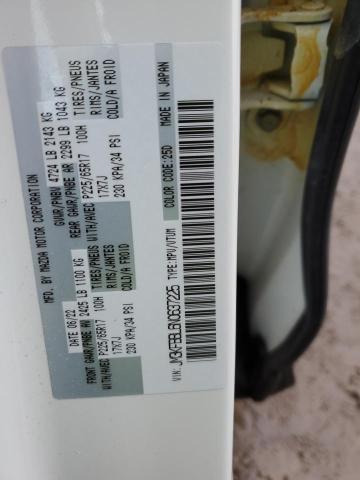 MFD. BY MAZDA MOTOR CORPORATION
DATE 06/22
GVWR/PNBV 4724 LB 2143 KG
FRONT GAWR/PNBE AV 2425 LB 1100 KG
REAR GAWR/PNBE AR 2299 LB 1043 KG
WITH/AVEC P225/65R17 100H TIRES/PNEUS
WITH/AVEC P225/65R17 100H TIRES/PNEUS
17X7J RIMS/JANTES
17X7J RIMS/JANTES
230 KPA/34 PSI COLD/A FROID
230 KPA/34 PSI COLD/A FROID
VIN: JM3KFBBL6N0637225 TYPE:MPV/VTUM
COLOR CODE:25D MADE IN JAPAN